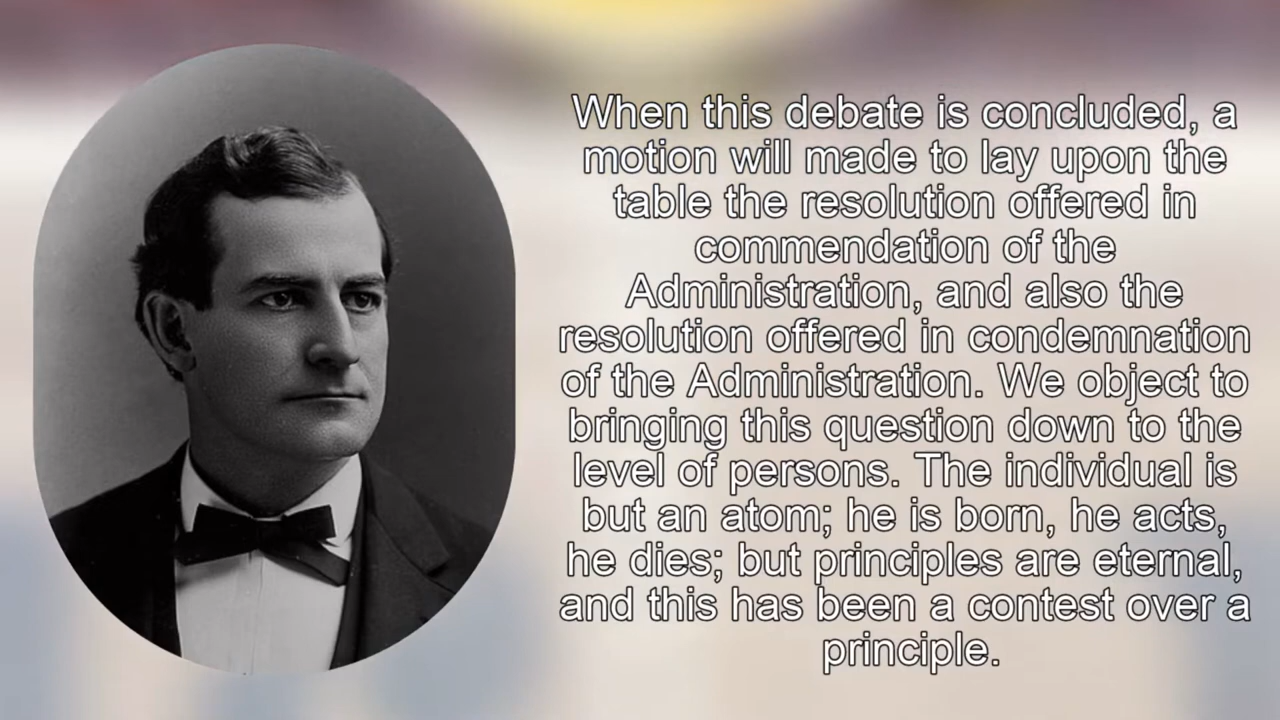 When this debate is concluded, a
motion will made to lay upon the
table the resolution offered in
commendation of the
Administration, and also the
resolution offered in condemnation
of the Administration. We object to
bringing this question down to the
level of persons. The individual is
but an atom; he is born, he acts,
he dies; but principles are eternal,
and this has been a contest over a
principle.